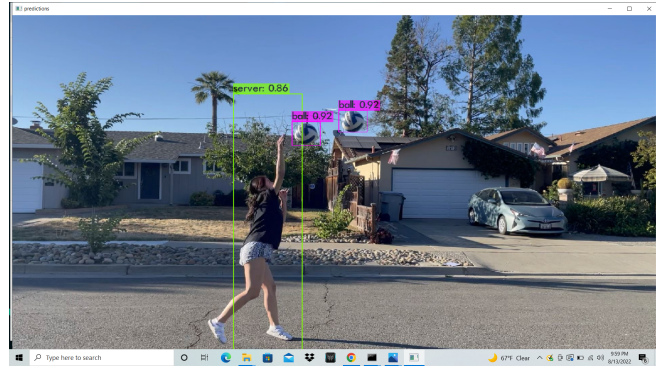 predictions
server: 0.86
ball: 0.92
ball: 0.92
Type here to search
67°F Clear
9:59 PM
8/13/2022